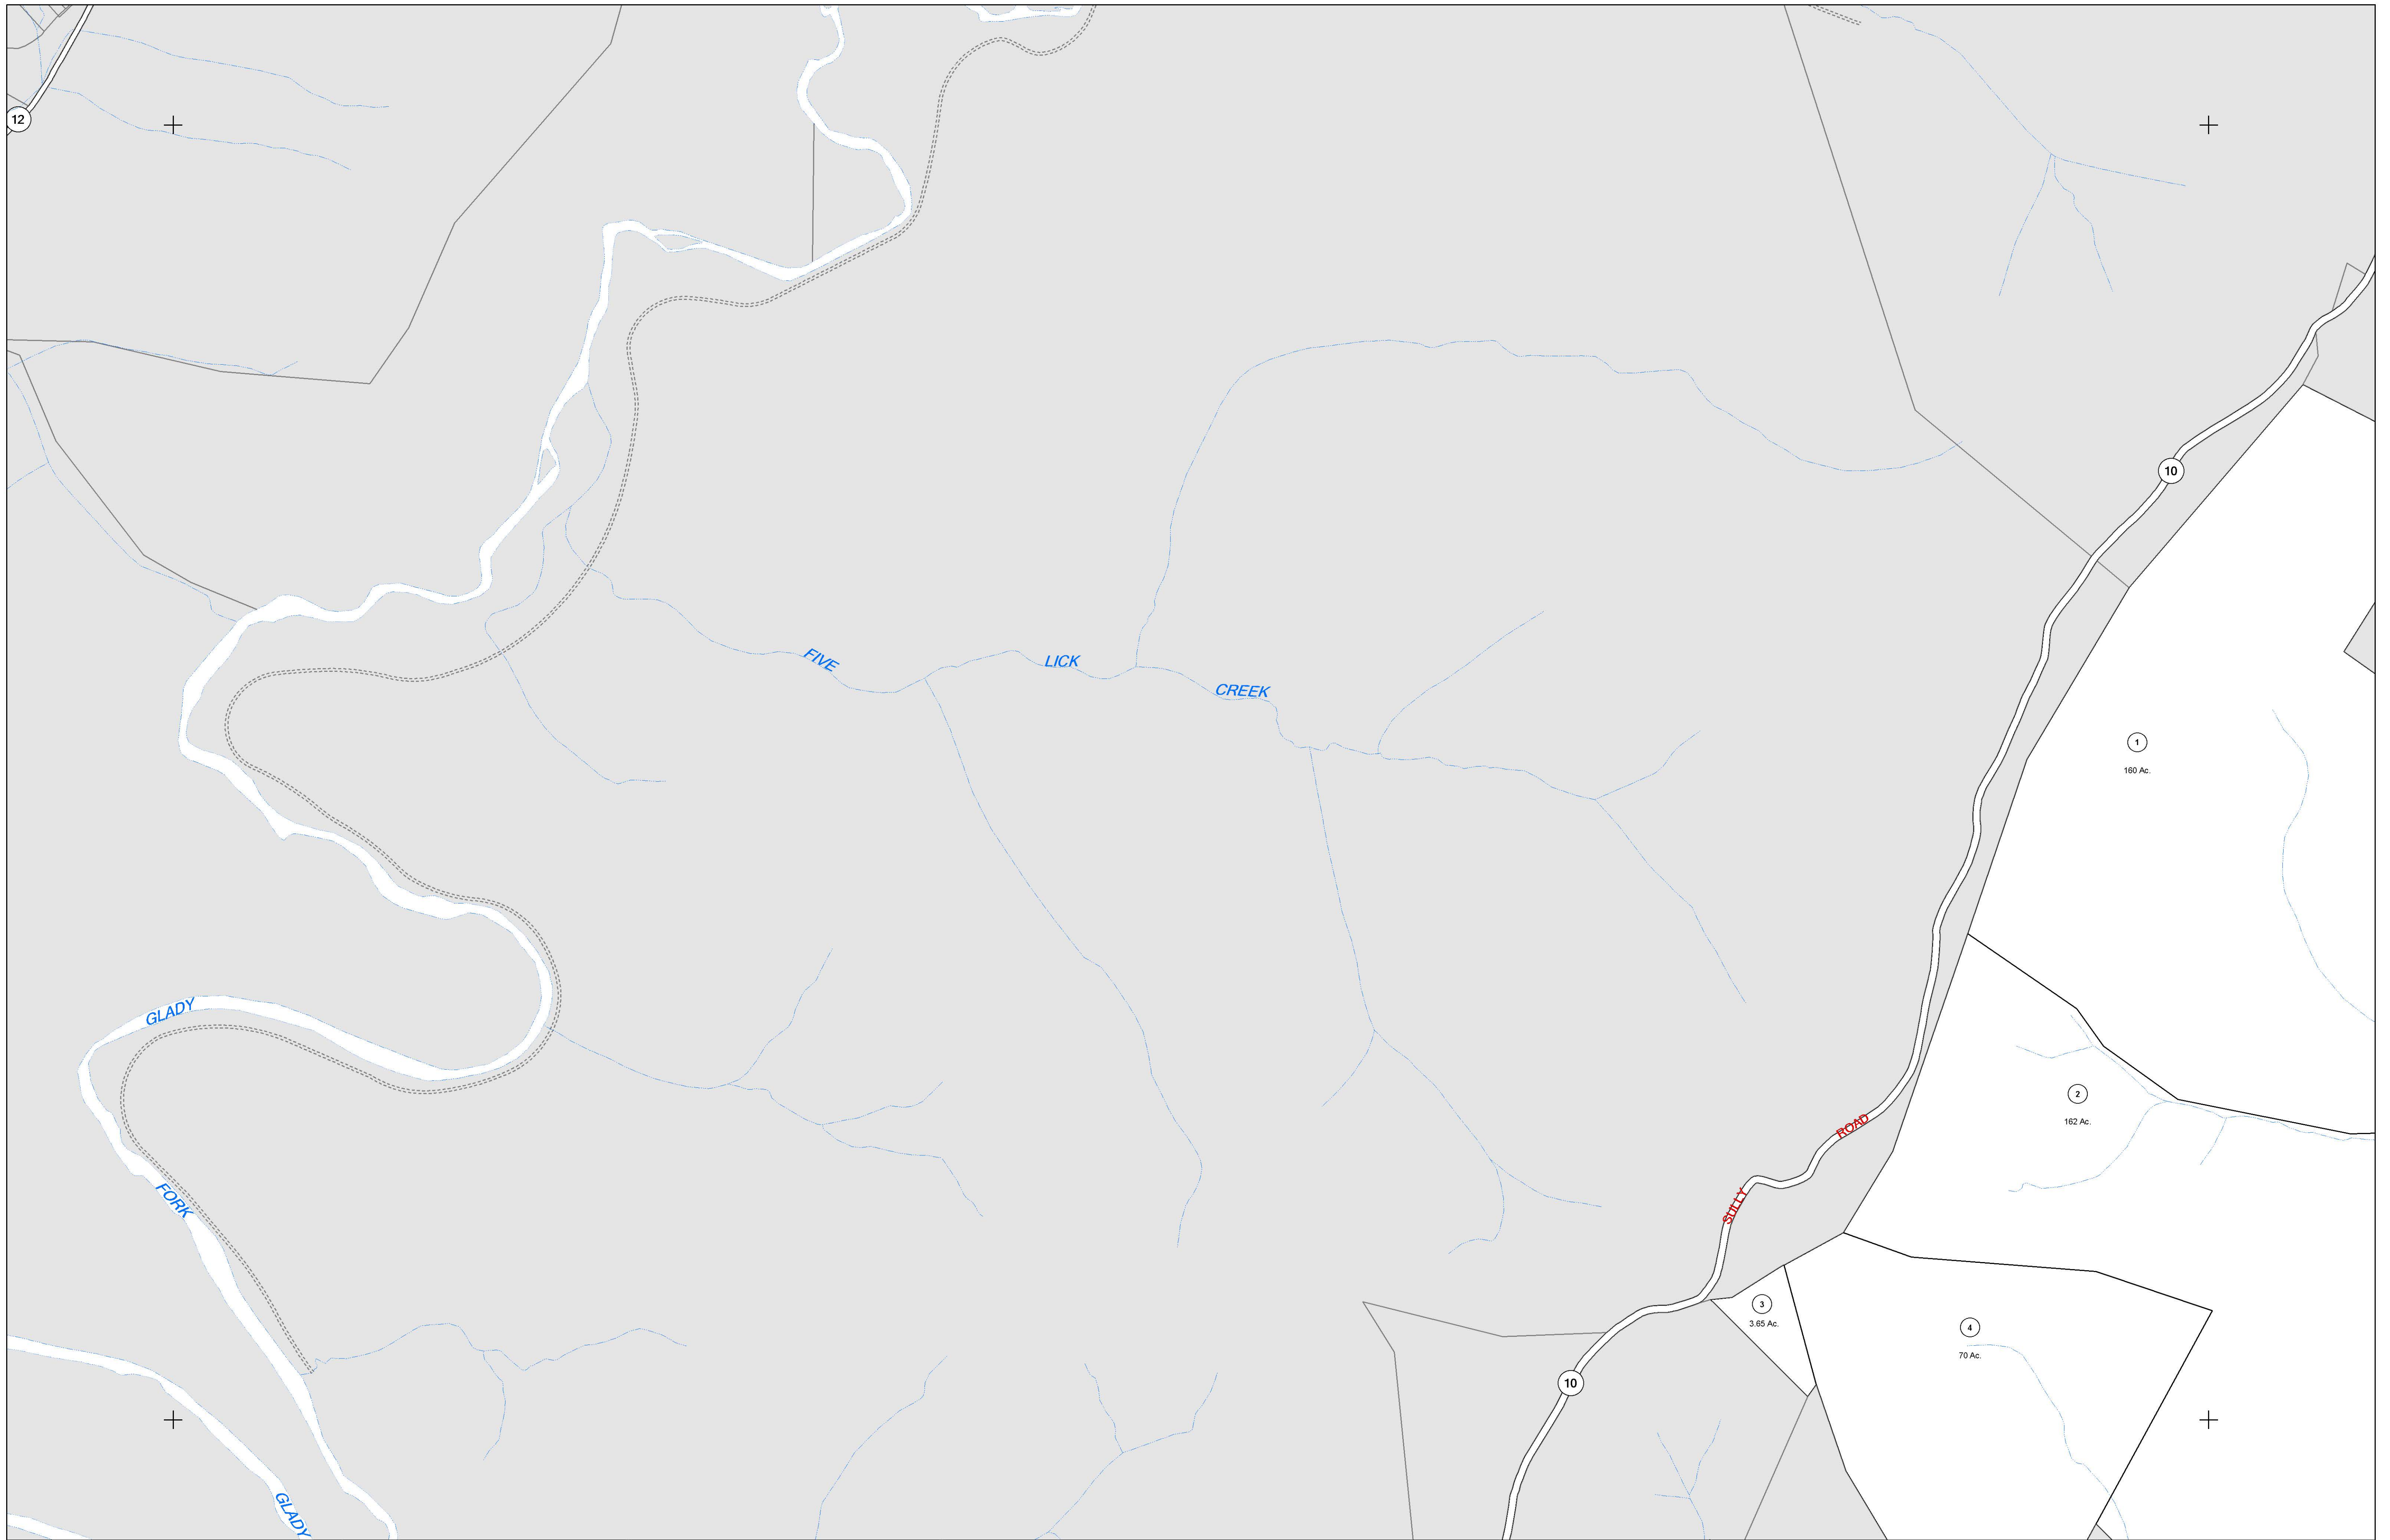 12
10
FIVE
LICK
CREEK
1
160 Ac.
GLADY
2
162 Ac.
ROAD
SULLY
FORK
3
3.65 Ac.
4
70 Ac.
10
GLADY